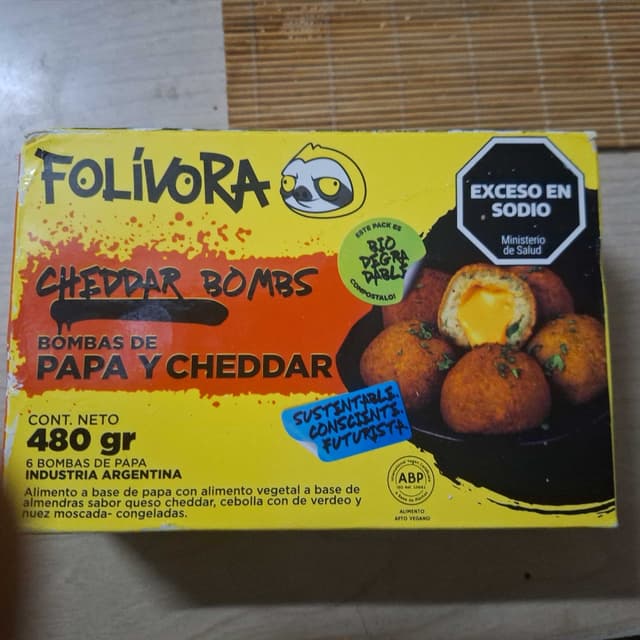 FOLÍVORA
EXCESO EN
SODIO
Ministerio
de Salud
ESTE PACK ES
BIO
DEGRA
DABLE
COMPOSTALO!
CHEDDAR BOMBS
BOMBAS DE
PAPA Y CHEDDAR
SUSTENTABLE.
CONSCIENTE.
FUTURISTA.
CONT. NETO
480 gr
6 BOMBAS DE PAPA
INDUSTRIA ARGENTINA
Alimento a base de papa con alimento vegetal a base de
almendras sabor queso cheddar, cebolla con de verdeo y
nuez moscada- congeladas.
ABP
ALIMENTO
APTO VEGANO